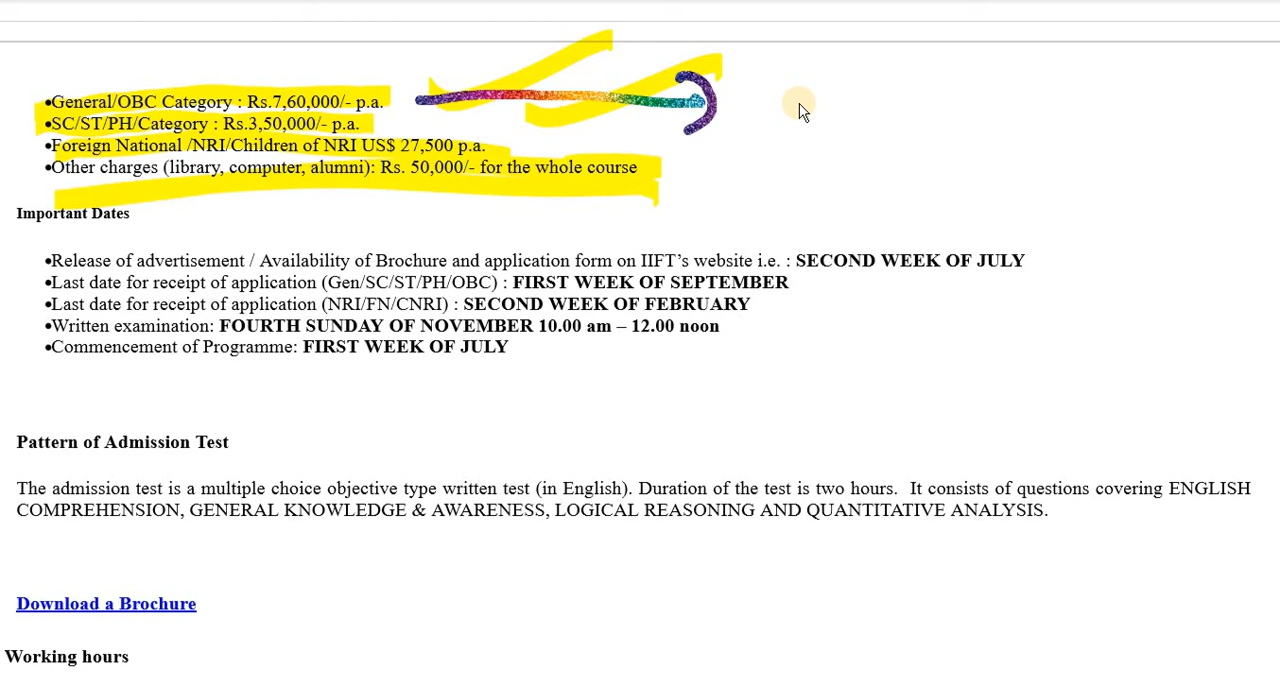 •General/OBC Category : Rs.7,60,000/- p.a.
•SC/ST/PH/Category : Rs.3,50,000/- p.a.
•Foreign National /NRI/Children of NRI US$ 27,500 p.a.
•Other charges (library, computer, alumni): Rs. 50,000/- for the whole course
Important Dates
•Release of advertisement / Availability of Brochure and application form on IIFT’s website i.e. : SECOND WEEK OF JULY
•Last date for receipt of application (Gen/SC/ST/PH/OBC) : FIRST WEEK OF SEPTEMBER
•Last date for receipt of application (NRI/FN/CNRI) : SECOND WEEK OF FEBRUARY
•Written examination: FOURTH SUNDAY OF NOVEMBER 10.00 am – 12.00 noon
•Commencement of Programme: FIRST WEEK OF JULY
Pattern of Admission Test
The admission test is a multiple choice objective type written test (in English). Duration of the test is two hours.  It consists of questions covering ENGLISH
COMPREHENSION, GENERAL KNOWLEDGE & AWARENESS, LOGICAL REASONING AND QUANTITATIVE ANALYSIS.
Download a Brochure
Working hours